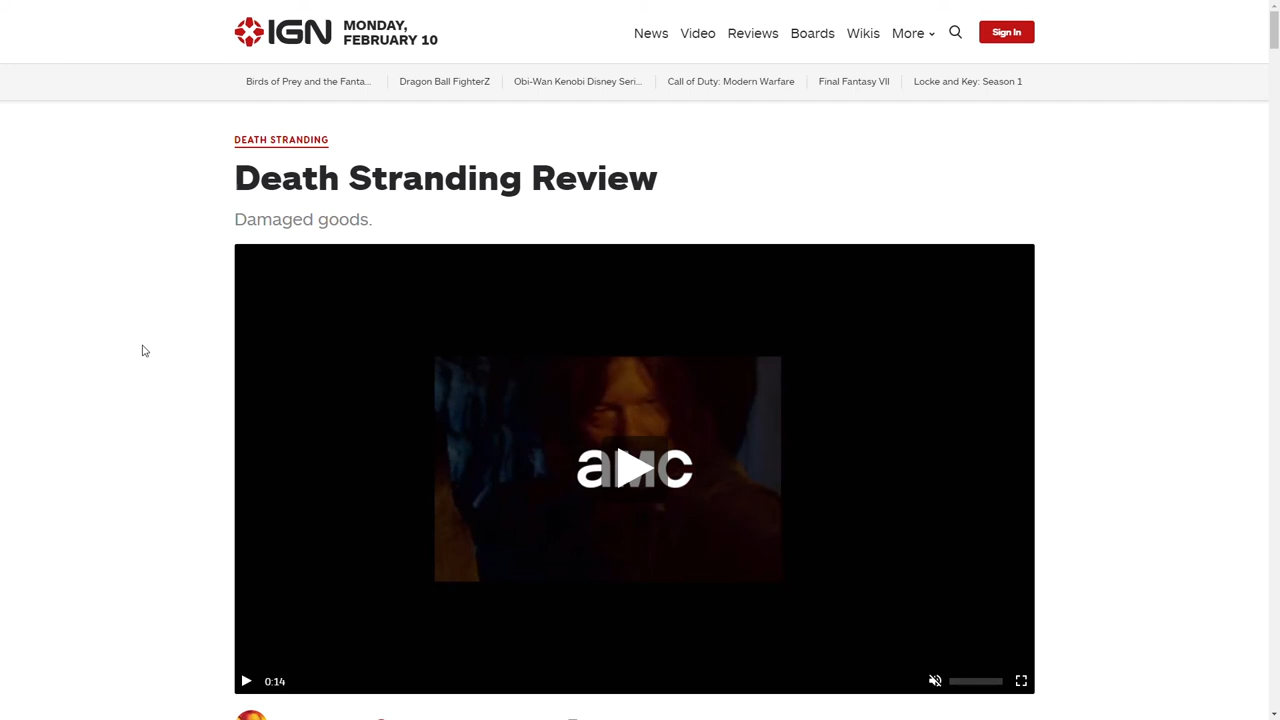 IGN
MONDAY,
FEBRUARY 10
News Video Reviews Boards Wikis More Sign In
Birds of Prey and the Fanta... Dragon Ball FighterZ Obi-Wan Kenobi Disney Seri... Call of Duty: Modern Warfare Final Fantasy VII Locke and Key: Season 1
DEATH STRANDING
Death Stranding Review
Damaged goods.
aMC
0:14